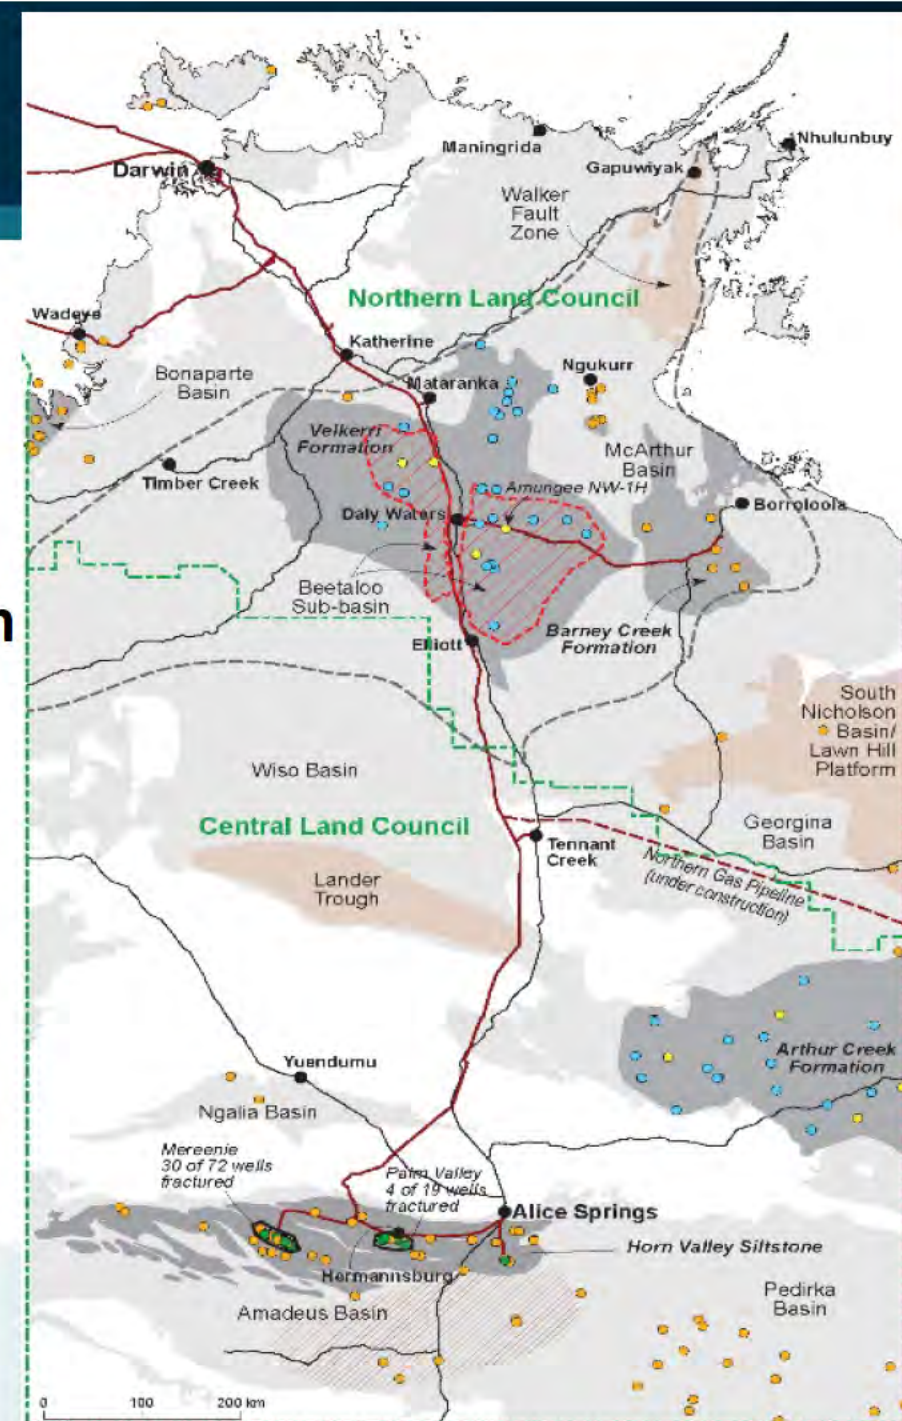 Maningrida
Nhulunbuy
Darwin
Gapuwiyak
Walker
Fault
Zone
Northern Land Council
Wadeye
Katherine
Bonaparte
Basin
Mataranka
Ngukurr
Velkerri
Formation
McArthur
Basin
Timber Creek
Amungee NW-1H
Daly Waters
Borroloola
Beetaloo
Sub-basin
n
Barney Creek
Formation
Elliott
South
Nicholson
Basin/
Lawn Hill
Platform
Wiso Basin
Central Land Council
Georgina
Basin
Tennant
Creek
Northern Gas Pipeline
(under construction)
Lander
Trough
Arthur Creek
Formation
Yuendumu
Ngalia Basin
Mereenie
30 of 72 wells
fractured
Palm Valley
4 of 19 wells
fractured
Alice Springs
Horn Valley Siltstone
Hermannsburg
Amadeus Basin
Pedirka
Basin
0 100 200 km